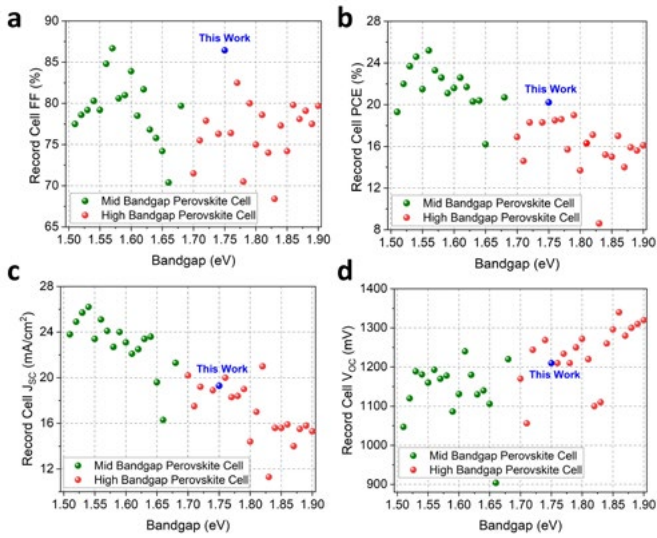 a
90
85
80
75
70
65
Record Cell FF (%)
This Work
Mid Bandgap Perovskite Cell
High Bandgap Perovskite Cell
1.50 1.55 1.60 1.65 1.70 1.75 1.80 1.85 1.90
Bandgap (eV)
b
28
24
20
16
12
8
Record Cell PCE (%)
This Work
Mid Bandgap Perovskite Cell
High Bandgap Perovskite Cell
1.50 1.55 1.60 1.65 1.70 1.75 1.80 1.85 1.90
Bandgap (eV)
c
28
24
20
16
12
Record Cell JSC (mA/cm²)
This Work
Mid Bandgap Perovskite Cell
High Bandgap Perovskite Cell
1.50 1.55 1.60 1.65 1.70 1.75 1.80 1.85 1.90
Bandgap (eV)
d
1400
1300
1200
1100
1000
900
Record Cell VOC (mV)
This Work
Mid Bandgap Perovskite Cell
High Bandgap Perovskite Cell
1.50 1.55 1.60 1.65 1.70 1.75 1.80 1.85 1.90
Bandgap (eV)